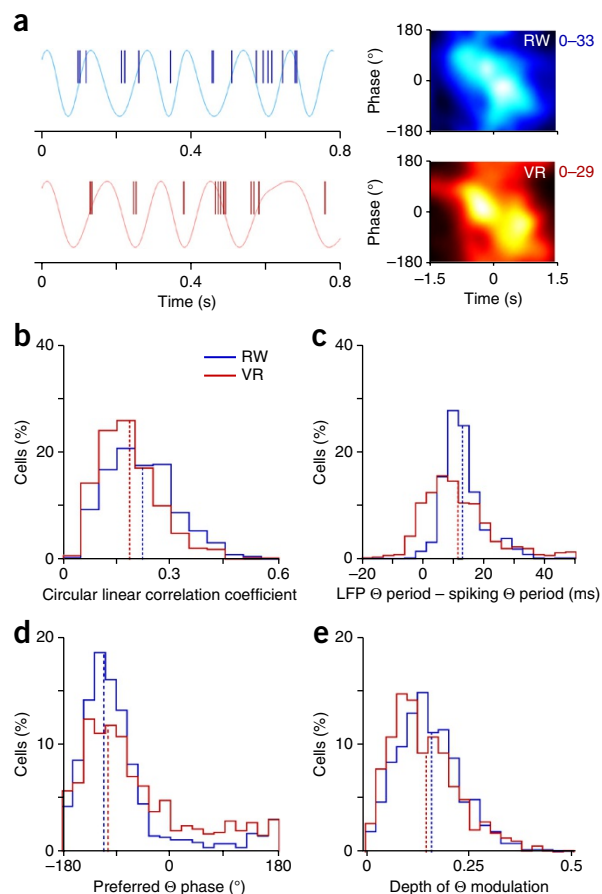 a
180
0
−180
Phase (°)
RW
0–33
0
0.4
0.8
180
0
−180
Phase (°)
VR
0–29
0
0.4
0.8
Time (s)
−1.5
0
1.5
Time (s)
b
RW
VR
40
20
0
Cells (%)
0
0.3
0.6
Circular linear correlation coefficient
c
40
20
0
Cells (%)
−20
0
20
40
LFP Θ period – spiking Θ period (ms)
d
20
10
0
Cells (%)
−180
0
180
Preferred Θ phase (°)
e
20
10
0
Cells (%)
0
0.25
0.5
Depth of Θ modulation